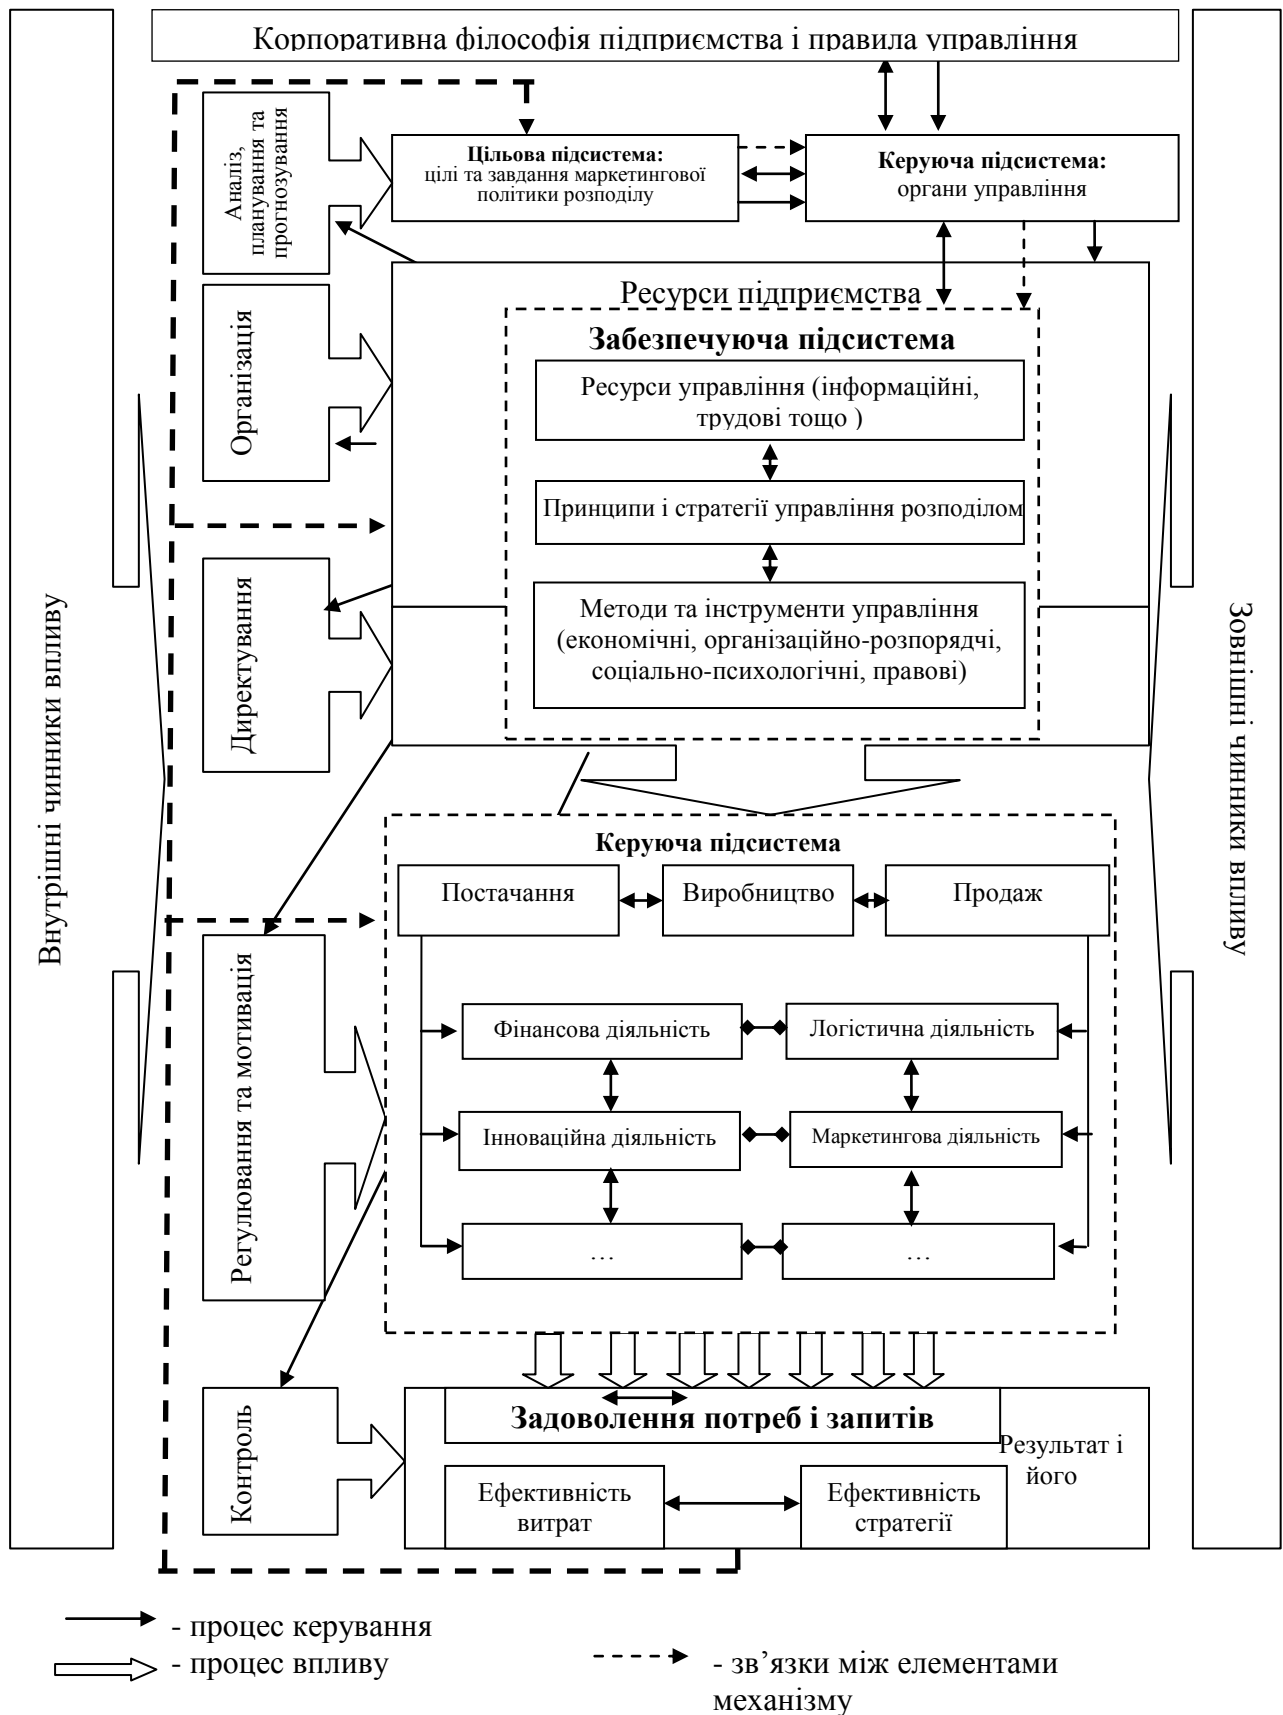 Корпоративна філософія підприємства і правила управління
Аналіз,
планування та
прогнозування
Цільова підсистема:
цілі та завдання маркетингової
політики розподілу
Керуюча підсистема:
органи управління
Ресурси підприємства
Організація
Забезпечуюча підсистема
Ресурси управління (інформаційні,
трудові тощо )
Принципи і стратегії управління розподілом
Директування
Методи та інструменти управління
(економічні, організаційно-розпорядчі,
соціально-психологічні, правові)
Внутрішні чинники впливу
Зовнішні чинники впливу
Керуюча підсистема
Постачання
Виробництво
Продаж
Регулювання та мотивація
Фінансова діяльність
Логістична діяльність
Інноваційна діяльність
Маркетингова діяльність
...
...
Контроль
Задоволення потреб і запитів
Результат і
його
Ефективність
витрат
Ефективність
стратегії
- процес керування
- процес впливу
- зв’язки між елементами
механізму